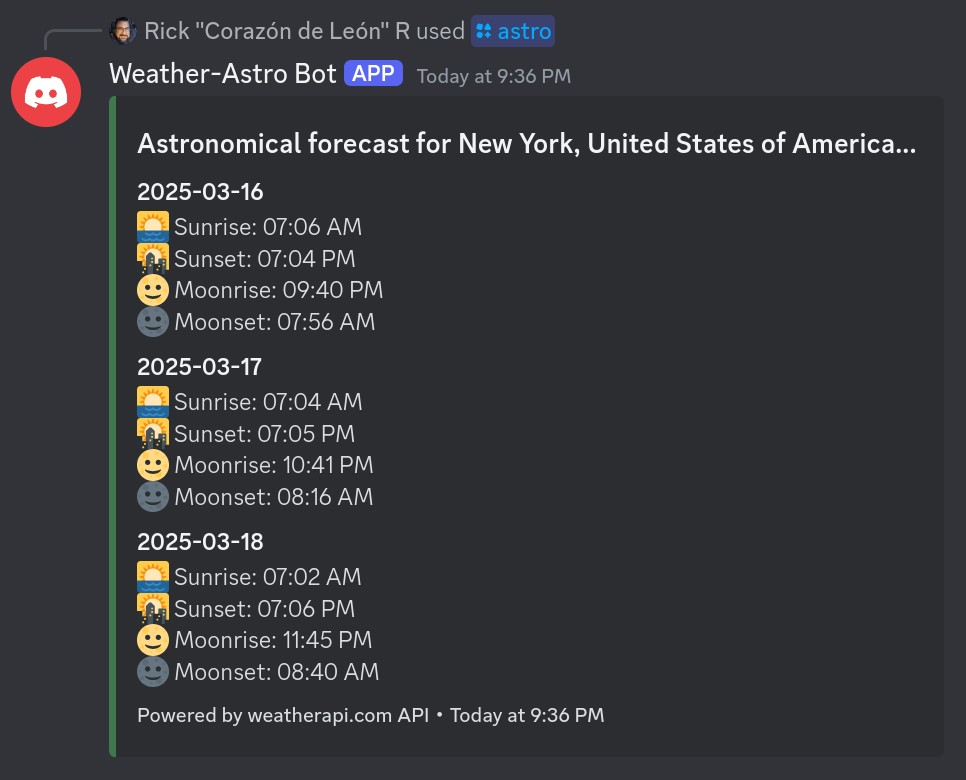 Rick "Corazón de León" R used astro
Weather-Astro Bot APP Today at 9:36 PM
Astronomical forecast for New York, United States of America...
2025-03-16
Sunrise: 07:06 AM
Sunset: 07:04 PM
Moonrise: 09:40 PM
Moonset: 07:56 AM
2025-03-17
Sunrise: 07:04 AM
Sunset: 07:05 PM
Moonrise: 10:41 PM
Moonset: 08:16 AM
2025-03-18
Sunrise: 07:02 AM
Sunset: 07:06 PM
Moonrise: 11:45 PM
Moonset: 08:40 AM
Powered by weatherapi.com API • Today at 9:36 PM